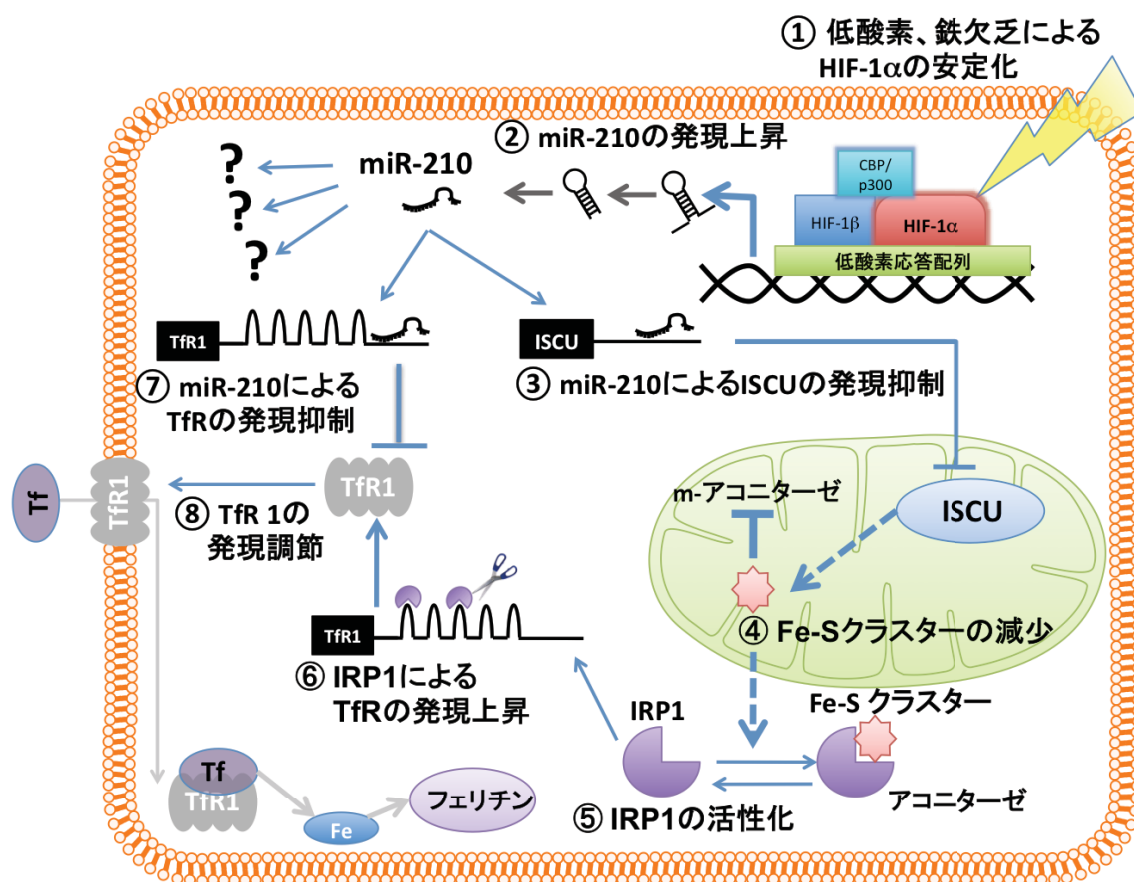 ① 低酸素、鉄欠乏による
HIF-1αの安定化
② miR-210の発現上昇
miR-210
?
?
?
CBP/
p300
HIF-1β
HIF-1α
低酸素応答配列
TfR1
ISCU
③ miR-210によるISCUの発現抑制
⑦ miR-210による
TfRの発現抑制
m-アコニターゼ
ISCU
Tf
TfR1
TfR1
⑧ TfR 1の
発現調節
④ Fe-Sクラスターの減少
TfR1
⑥ IRP1による
TfRの発現上昇
Fe-S クラスター
IRP1
アコニターゼ
⑤ IRP1の活性化
Tf
TfR1
Fe
フェリチン